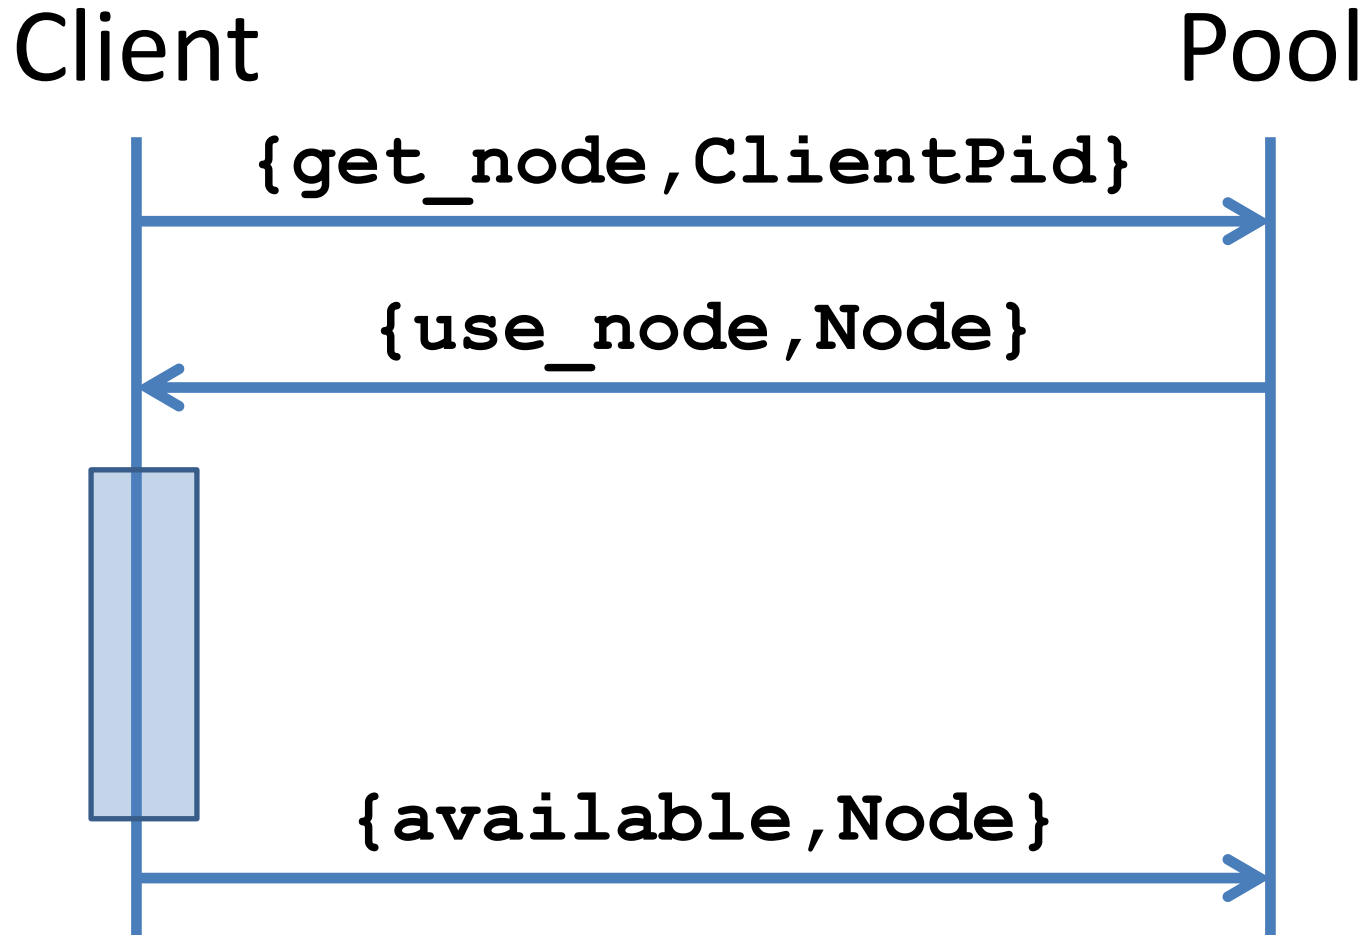 Client Pool
{get_node,ClientPid}
{use_node,Node}
{available,Node}